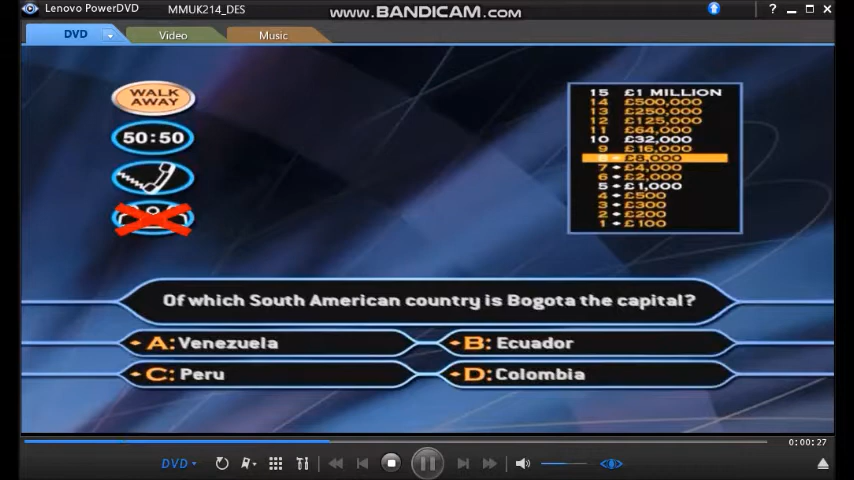 Lenovo PowerDVD
MMUK214_DES
www.BANDICAM.com
?
DVD
Video
Music
WALK
AWAY
50:50
15 £1 MILLION
14 £500,000
13 £250,000
12 £125,000
11 £64,000
10 £32,000
9 £16,000
8 £8,000
7 £4,000
6 £2,000
5 £1,000
4 £500
3 £300
2 £200
1 £100
Of which South American country is Bogota the capital?
A: Venezuela
B: Ecuador
C: Peru
D: Colombia
0:00:27
DVD